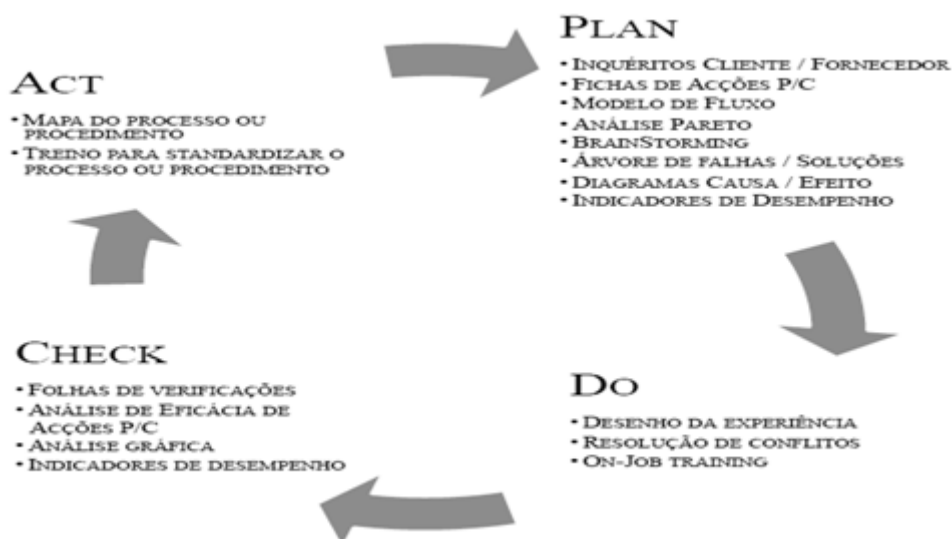 PLAN
• INQUÉRITOS CLIENTE / FORNECEDOR
• FICHAS DE ACÇÕES P/C
• MODELO DE FLUXO
• ANÁLISE PARETO
• BRAINSTORMING
• ÁRVORE DE FALHAS / SOLUÇÕES
• DIAGRAMAS CAUSA / EFEITO
• INDICADORES DE DESEMPENHO
DO
• DESENHO DA EXPERIÊNCIA
• RESOLUÇÃO DE CONFLITOS
• ON-JOB TRAINING
CHECK
• FOLHAS DE VERIFICAÇÕES
• ANÁLISE DE EFICÁCIA DE
ACÇÕES P/C
• ANÁLISE GRÁFICA
• INDICADORES DE DESEMPENHO
ACT
• MAPA DO PROCESSO OU
PROCEDIMENTO
• TREINO PARA STANDARDIZAR O
PROCESSO OU PROCEDIMENTO